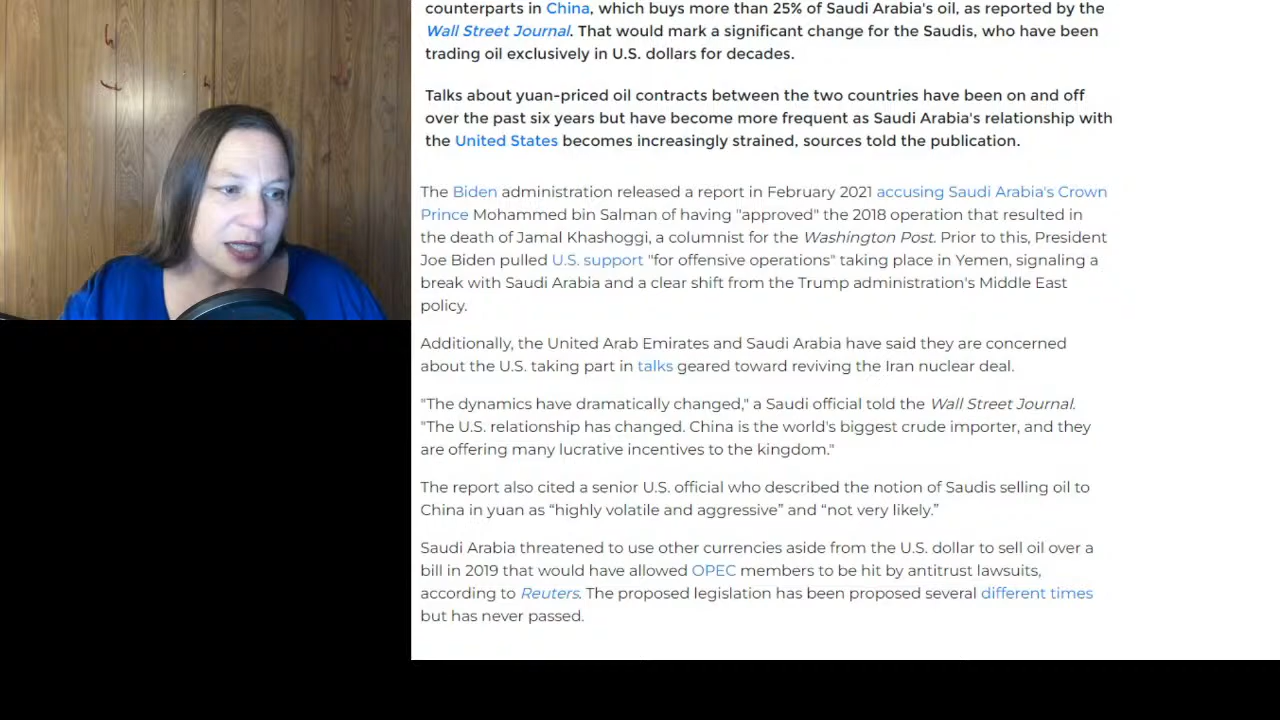 counterparts in China, which buys more than 25% of Saudi Arabia's oil, as reported by the
Wall Street Journal. That would mark a significant change for the Saudis, who have been
trading oil exclusively in U.S. dollars for decades.
Talks about yuan-priced oil contracts between the two countries have been on and off
over the past six years but have become more frequent as Saudi Arabia's relationship with
the United States becomes increasingly strained, sources told the publication.
The Biden administration released a report in February 2021 accusing Saudi Arabia's Crown
Prince Mohammed bin Salman of having "approved" the 2018 operation that resulted in
the death of Jamal Khashoggi, a columnist for the Washington Post. Prior to this, President
Joe Biden pulled U.S. support "for offensive operations" taking place in Yemen, signaling a
break with Saudi Arabia and a clear shift from the Trump administration's Middle East
policy.
Additionally, the United Arab Emirates and Saudi Arabia have said they are concerned
about the U.S. taking part in talks geared toward reviving the Iran nuclear deal.
"The dynamics have dramatically changed," a Saudi official told the Wall Street Journal.
"The U.S. relationship has changed. China is the world's biggest crude importer, and they
are offering many lucrative incentives to the kingdom."
The report also cited a senior U.S. official who described the notion of Saudis selling oil to
China in yuan as “highly volatile and aggressive” and “not very likely.”
Saudi Arabia threatened to use other currencies aside from the U.S. dollar to sell oil over a
bill in 2019 that would have allowed OPEC members to be hit by antitrust lawsuits,
according to Reuters. The proposed legislation has been proposed several different times
but has never passed.